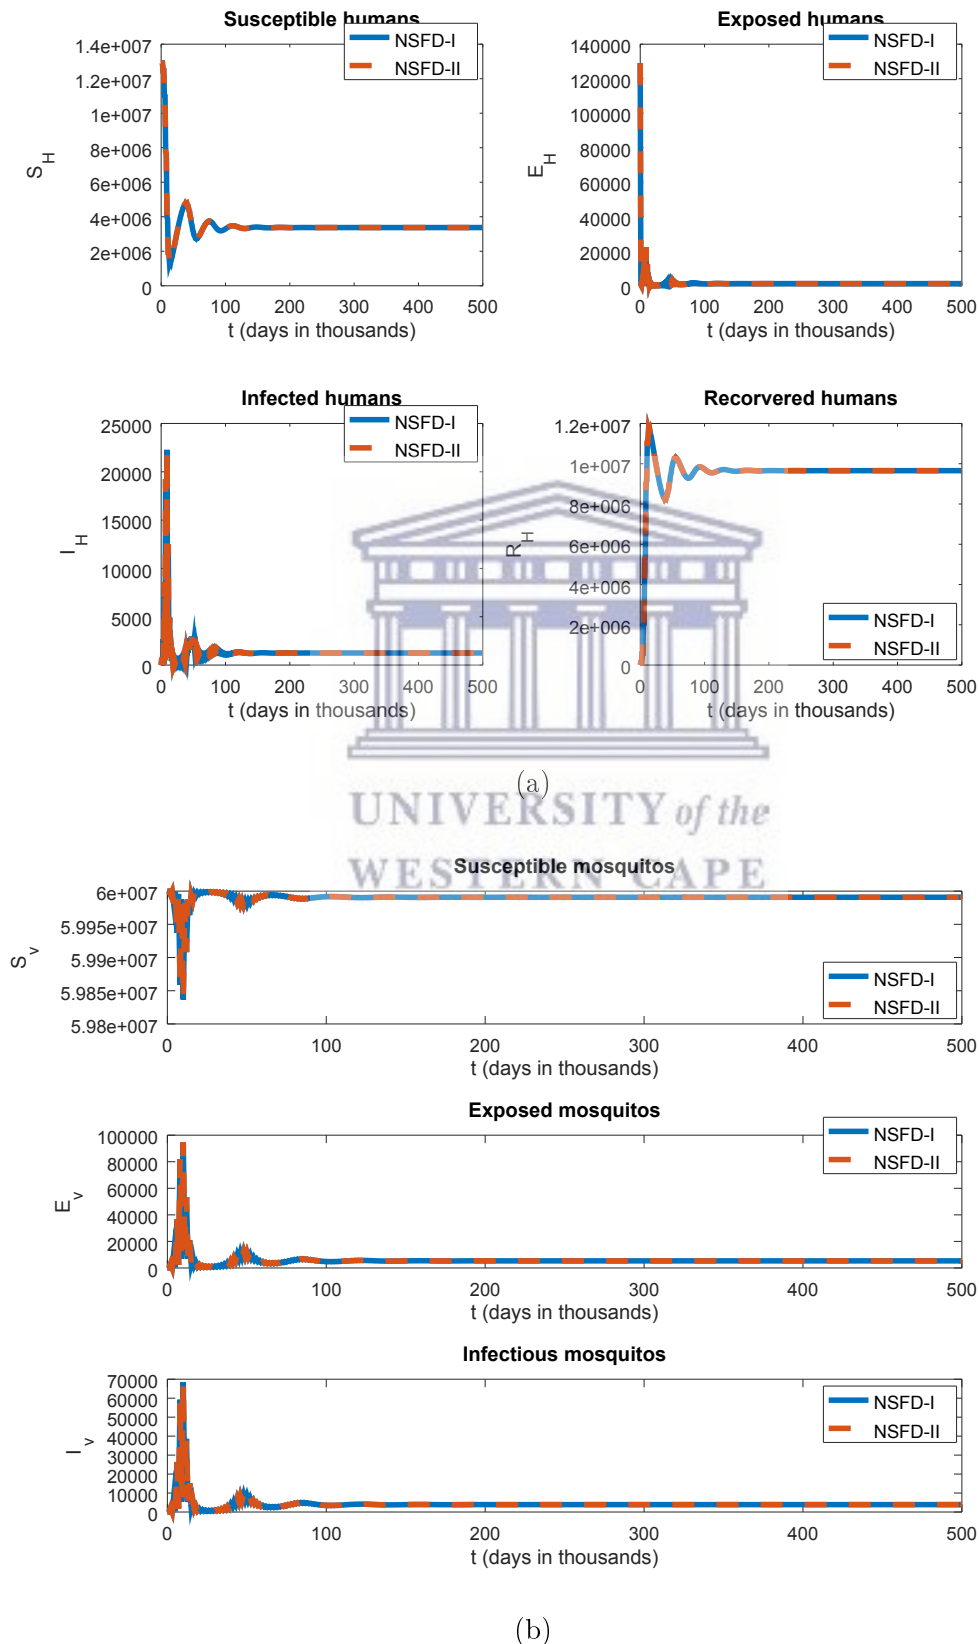 Susceptible humans
NSFD-I
NSFD-II
1.4e+007
1.2e+007
1e+007
8e+006
6e+006
4e+006
2e+006
0
S_H
0 100 200 300 400 500
t (days in thousands)
Exposed humans
NSFD-I
NSFD-II
140000
120000
100000
80000
60000
40000
20000
0
E_H
0 100 200 300 400 500
t (days in thousands)
Infected humans
NSFD-I
NSFD-II
25000
20000
15000
10000
5000
0
I_H
0 100 200 300 400 500
t (days in thousands)
Recorvered humans
1.2e+007
1e+007
8e+006
6e+006
4e+006
2e+006
0
R_H
NSFD-I
NSFD-II
0 100 200 300 400 500
t (days in thousands)
(a)
UNIVERSITY of the
WESTERN CAPE
Susceptible mosquitos
6e+007
5.995e+007
5.99e+007
5.985e+007
5.98e+007
S_v
NSFD-I
NSFD-II
0 100 200 300 400 500
t (days in thousands)
Exposed mosquitos
NSFD-I
NSFD-II
100000
80000
60000
40000
20000
0
E_v
0 100 200 300 400 500
t (days in thousands)
Infectious mosquitos
NSFD-I
NSFD-II
70000
60000
50000
40000
30000
20000
10000
0
I_v
0 100 200 300 400 500
t (days in thousands)
(b)